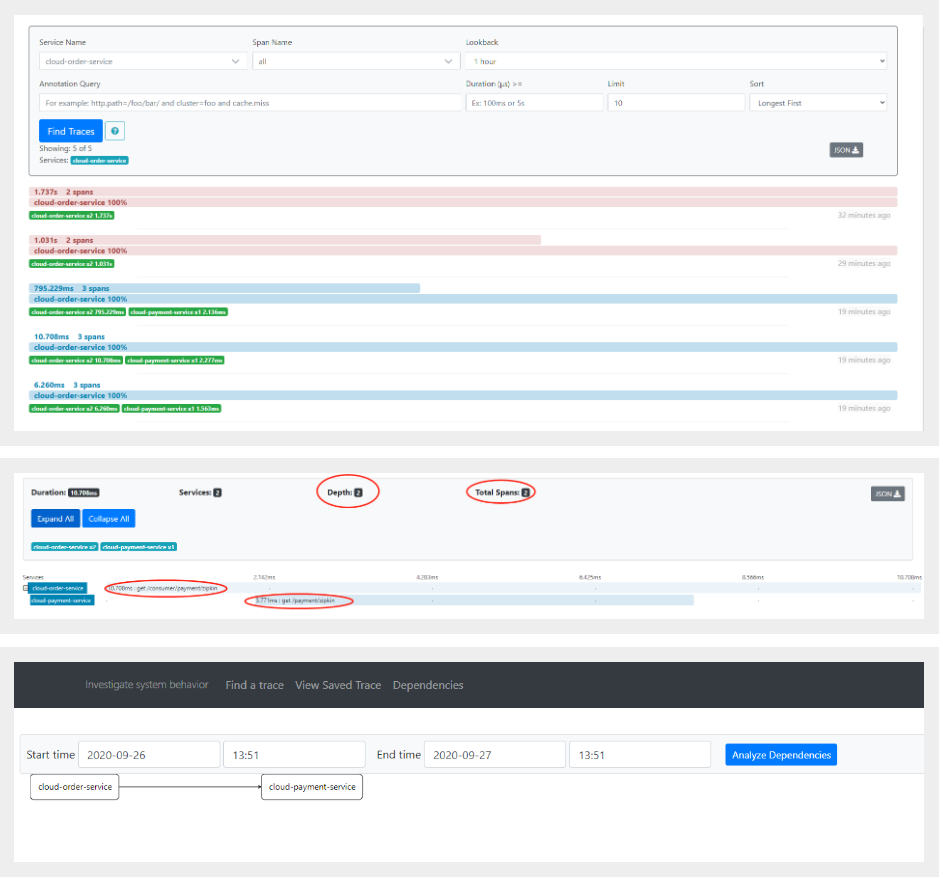 Service Name Span Name Lookback
cloud-order-service all 1 hour
Annotation Query Duration (μs) >= Limit Sort
For example: http.path=/foo/bar/ and cluster=foo and cache.miss Ex: 100ms or 5s 10 Longest First
Find Traces ?
Showing: 5 of 5
Services: cloud-order-service JSON
1.737s 2 spans
cloud-order-service 100%
cloud-order-service x2 1.737s 32 minutes ago
1.031s 2 spans
cloud-order-service 100%
cloud-order-service x2 1.031s 29 minutes ago
795.229ms 3 spans
cloud-order-service 100%
cloud-order-service x2 795.229ms cloud-payment-service x1 2.136ms 19 minutes ago
10.708ms 3 spans
cloud-order-service 100%
cloud-order-service x2 10.708ms cloud-payment-service x1 2.277ms 19 minutes ago
6.260ms 3 spans
cloud-order-service 100%
cloud-order-service x2 6.260ms cloud-payment-service x1 1.563ms 19 minutes ago
Duration: 10.708ms Services: 2 Depth: 2 Total Spans: 2 JSON
Expand All Collapse All
cloud-order-service x2 cloud-payment-service x1
Services 2.142ms 4.283ms 6.425ms 8.566ms 10.708ms
cloud-order-service 10.708ms : get /consumer/payment/zipkin
cloud-payment-service : get /payment/zipkin
Investigate system behavior Find a trace View Saved Trace Dependencies
Start time 2020-09-26 13:51 End time 2020-09-27 13:51 Analyze Dependencies
cloud-order-service cloud-payment-service